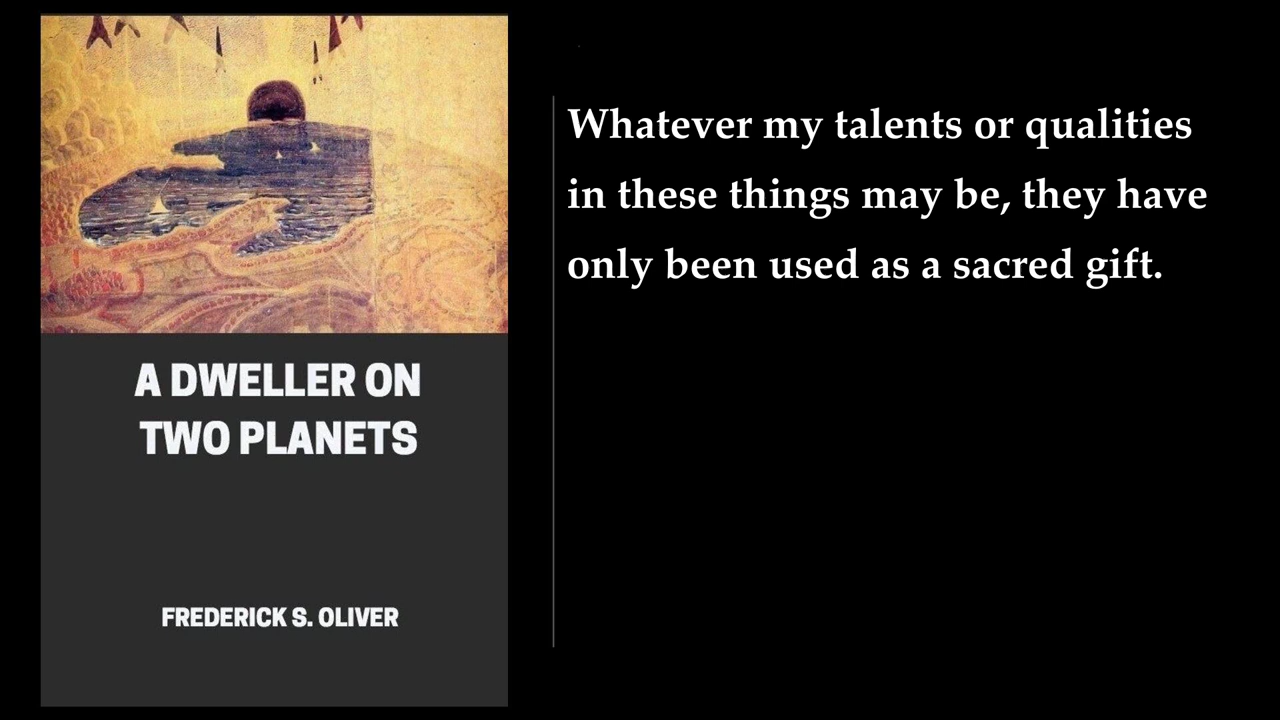 A DWELLER ON
TWO PLANETS
FREDERICK S. OLIVER
Whatever my talents or qualities
in these things may be, they have
only been used as a sacred gift.